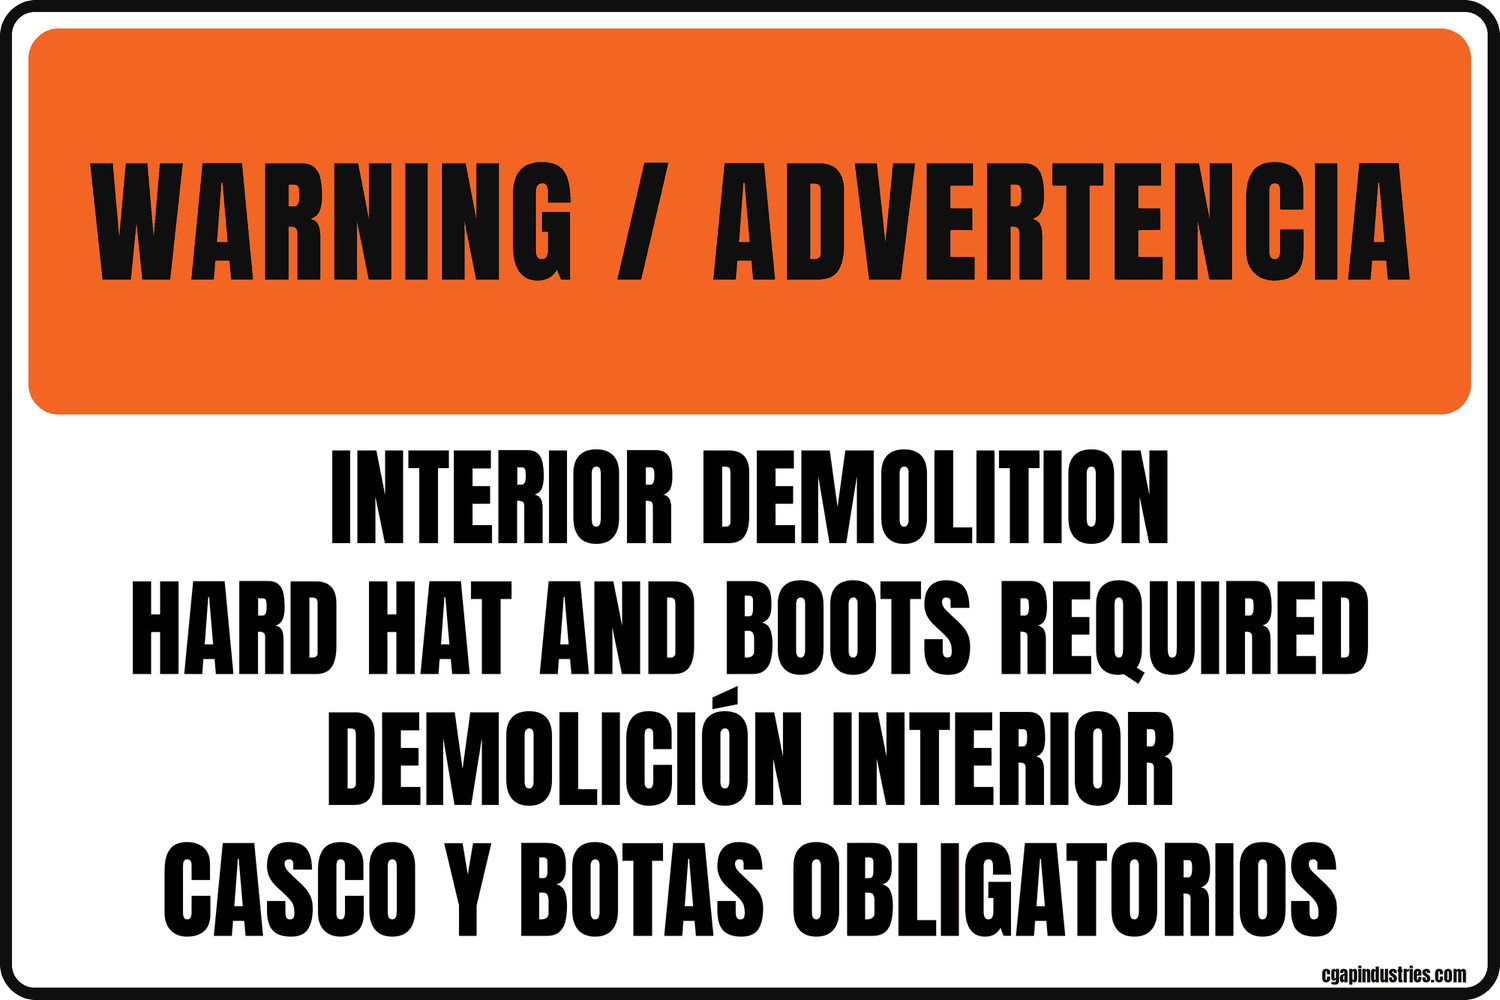 WARNING / ADVERTENCIA
INTERIOR DEMOLITION
HARD HAT AND BOOTS REQUIRED
DEMOLICIÓN INTERIOR
CASCO Y BOTAS OBLIGATORIOS
cgapindustries.com